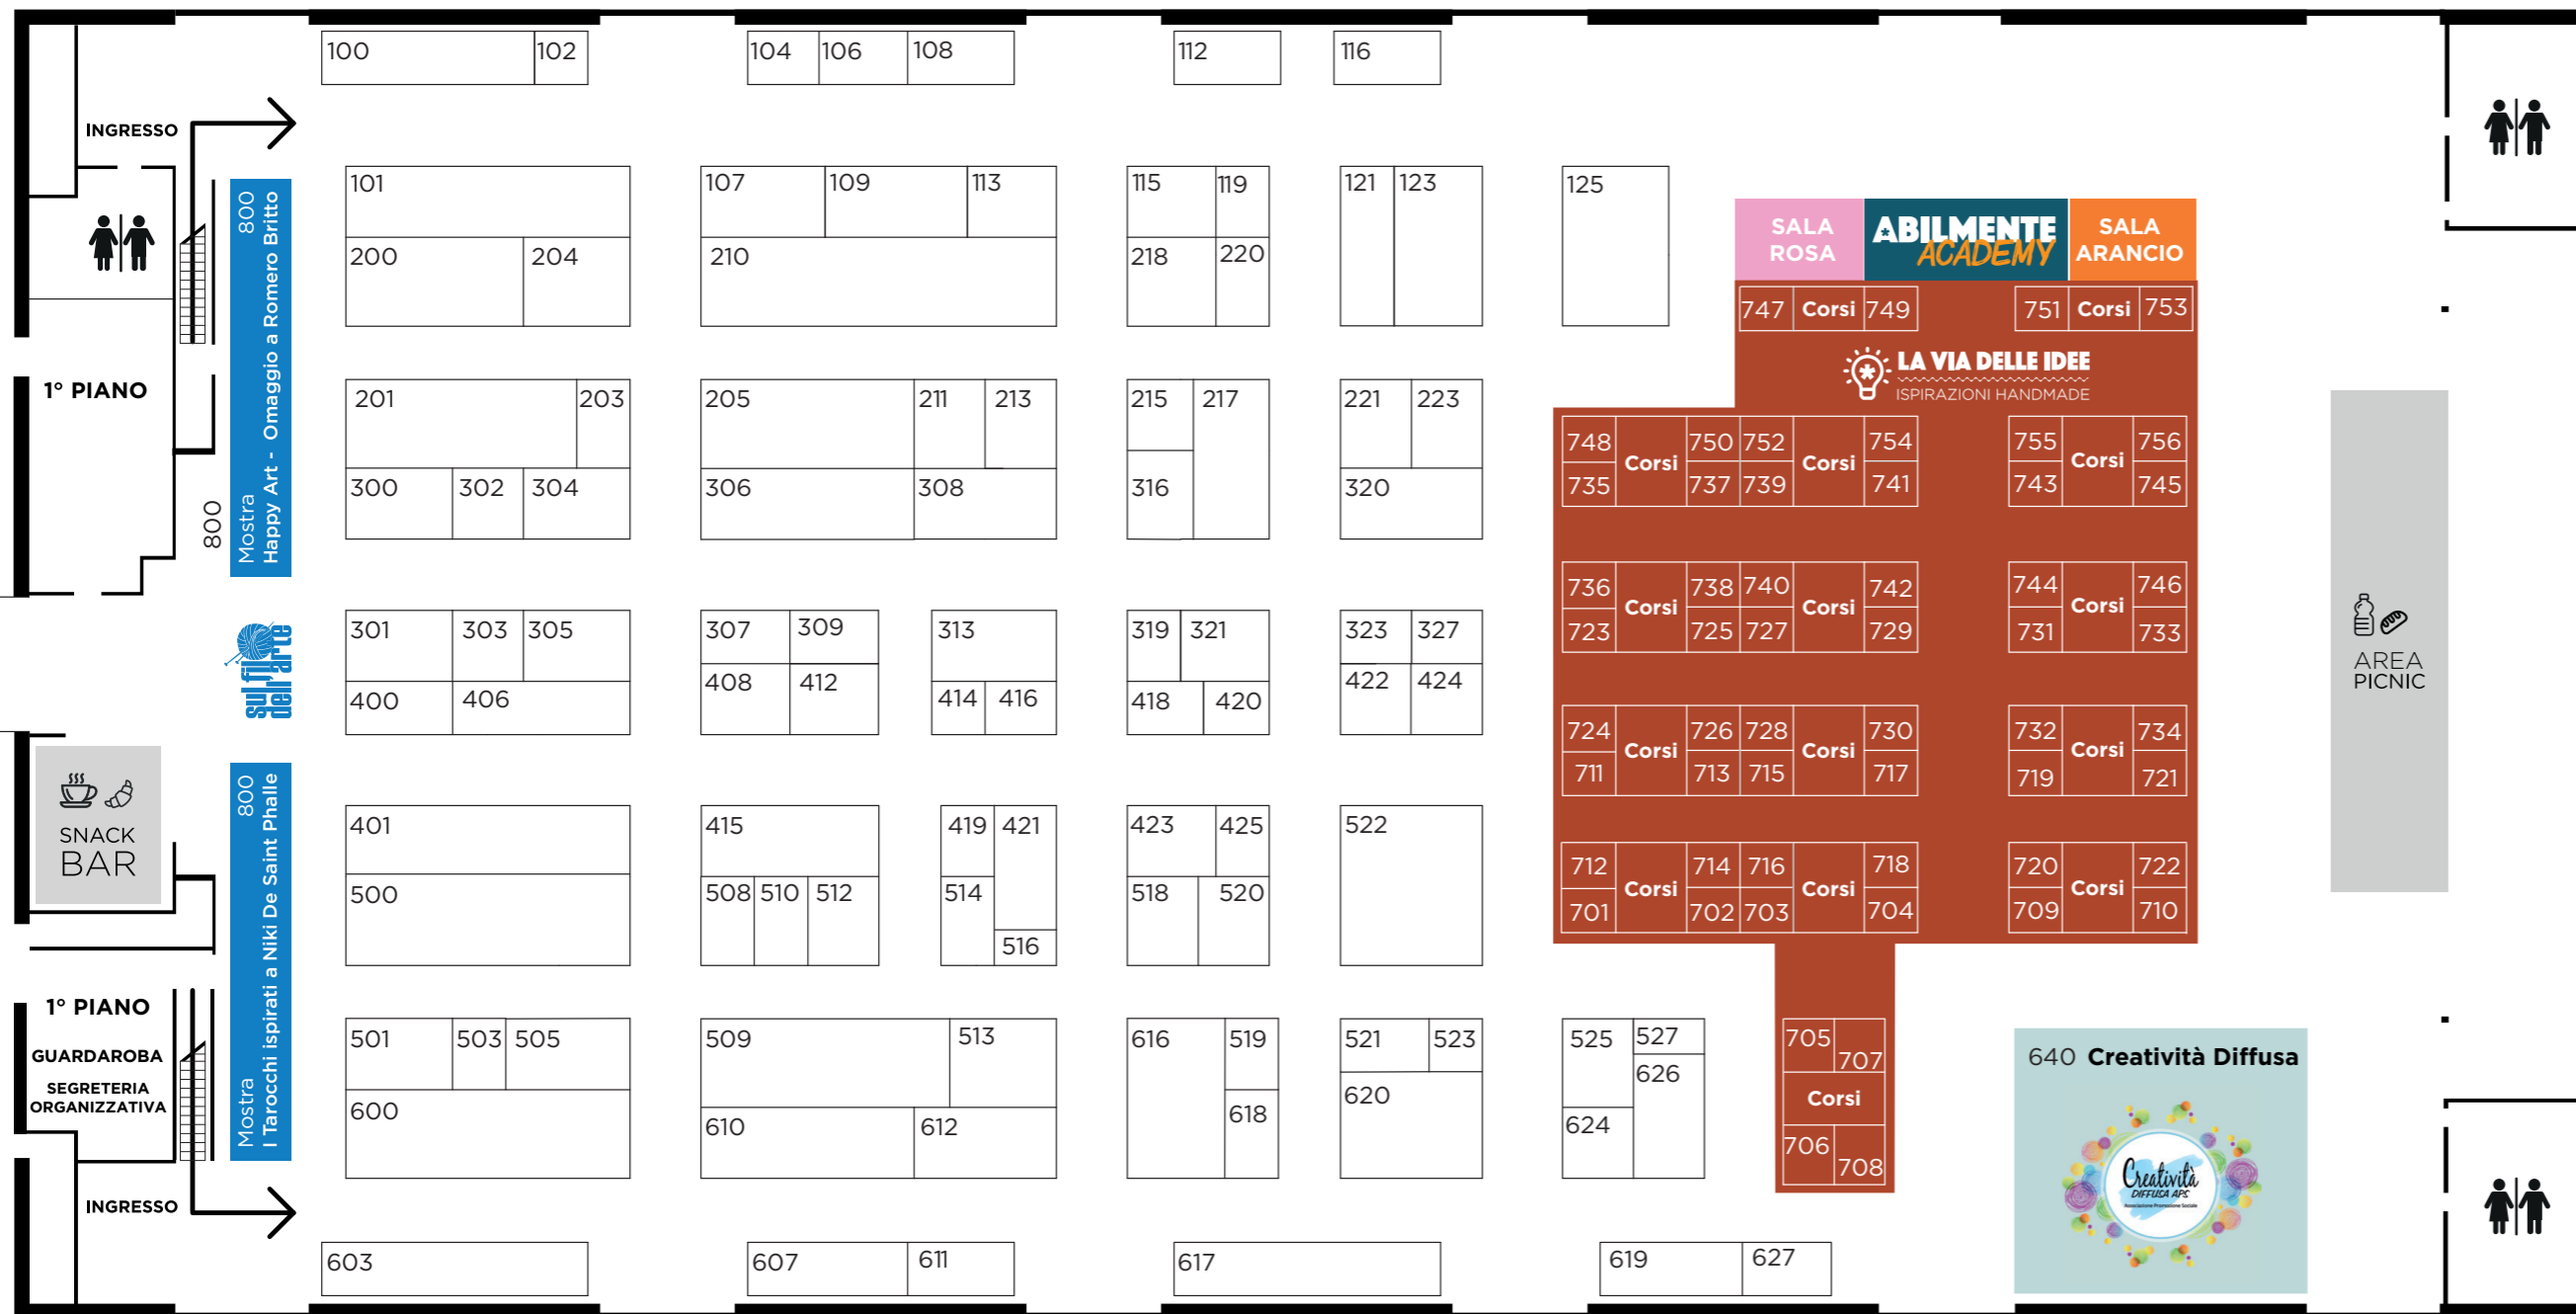 100 102 104 106 108 112 116
INGRESSO
101 107 109 113 115 119 121 123 125
200 204 210 218 220
Mostra 800
Happy Art - Omaggio a Romero Britto
800
1° PIANO
SALA
ROSA
ABILMENTE
ACADEMY
SALA
ARANCIO
747 Corsi 749 751 Corsi 753
LA VIA DELLE IDEE
ISPIRAZIONI HANDMADE
201 203 205 211 213 215 217 221 223
300 302 304 306 308 316 320
748 Corsi 750 752 Corsi 754 755 Corsi 756
735 737 739 741 743 745
sul filo
dell'arte
301 303 305 307 309 313 319 321 323 327
400 406 408 412 414 416 418 420 422 424
736 Corsi 738 740 Corsi 742 744 Corsi 746
723 725 727 729 731 733
AREA
PICNIC
724 Corsi 726 728 Corsi 730 732 Corsi 734
711 713 715 717 719 721
SNACK
BAR
Mostra 800
I Tarocchi ispirati a Niki De Saint Phalle
401 415 419 421 423 425 522
500 508 510 512 514 516 518 520
712 Corsi 714 716 Corsi 718 720 Corsi 722
701 702 703 704 709 710
1° PIANO
GUARDAROBA
SEGRETERIA
ORGANIZZATIVA
501 503 505 509 513 616 519 521 523 525 527
600 610 612 618 620 624 626
705 707
Corsi
706 708
640 Creatività Diffusa
Creatività
DIFFUSA APS
Associazione Promozione Sociale
INGRESSO
603 607 611 617 619 627